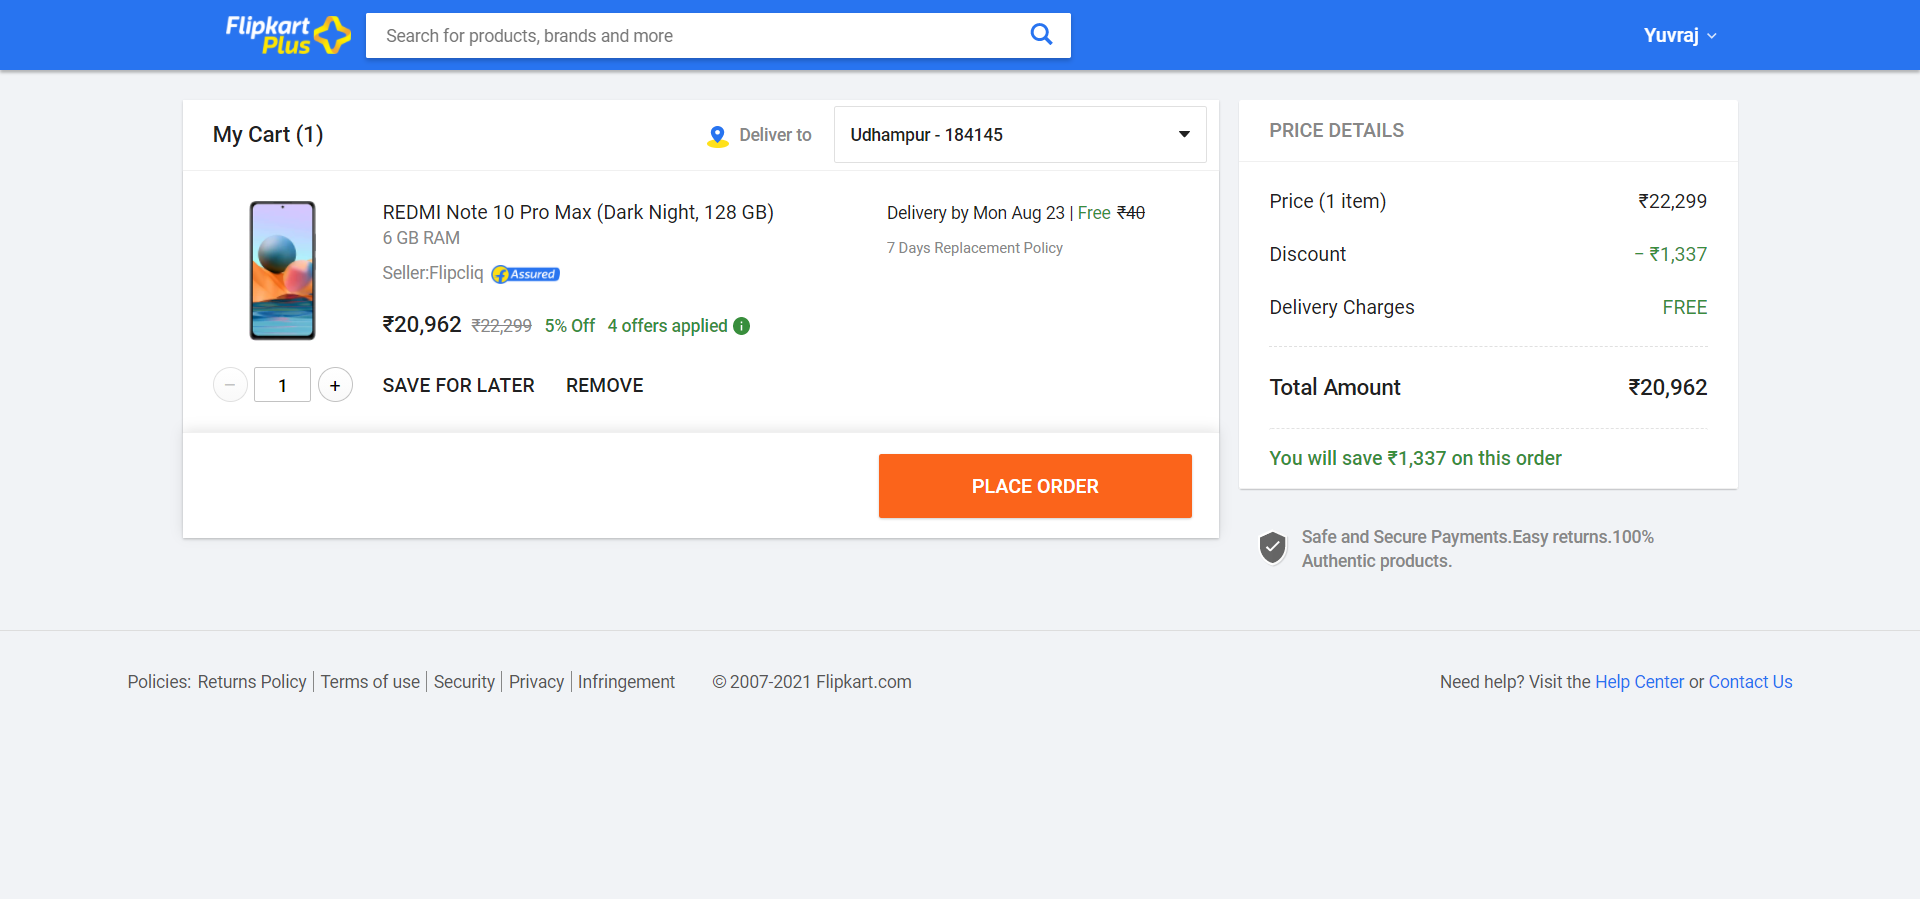 Flipkart
Plus
Search for products, brands and more
Yuvraj
My Cart (1)
Deliver to
Udhampur - 184145
REDMI Note 10 Pro Max (Dark Night, 128 GB)
6 GB RAM
Seller:Flipcliq Assured
₹20,962 ₹22,299 5% Off 4 offers applied
Delivery by Mon Aug 23 | Free ₹40
7 Days Replacement Policy
− 1 +
SAVE FOR LATER REMOVE
PLACE ORDER
PRICE DETAILS
Price (1 item) ₹22,299
Discount − ₹1,337
Delivery Charges FREE
Total Amount ₹20,962
You will save ₹1,337 on this order
Safe and Secure Payments.Easy returns.100%
Authentic products.
Policies: Returns Policy | Terms of use | Security | Privacy | Infringement © 2007-2021 Flipkart.com
Need help? Visit the Help Center or Contact Us